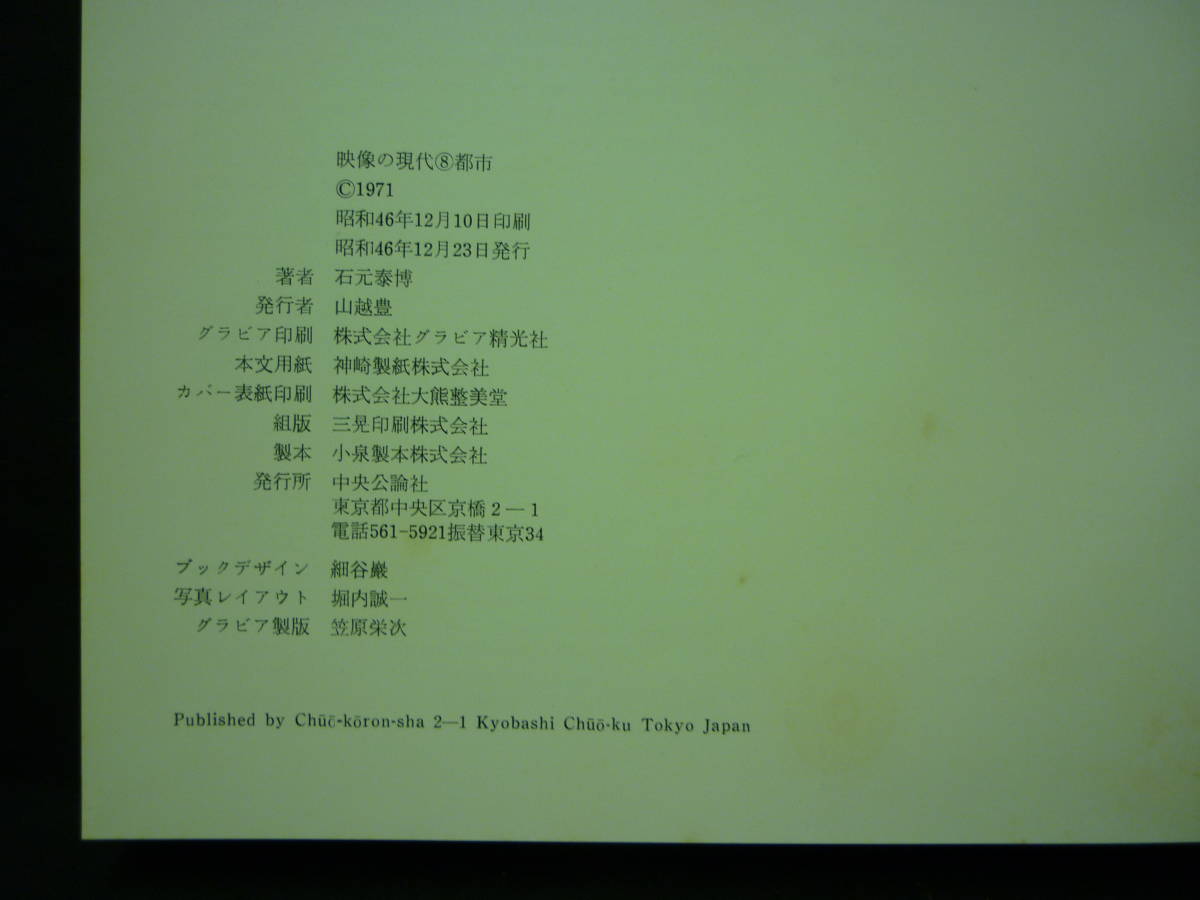 映像の現代⑧都市
©1971
昭和46年12月10日印刷
昭和46年12月23日発行
著者 石元泰博
発行者 山越豊
グラビア印刷 株式会社グラビア精光社
本文用紙 神崎製紙株式会社
カバー表紙印刷 株式会社大熊整美堂
組版 三晃印刷株式会社
製本 小泉製本株式会社
発行所 中央公論社
東京都中央区京橋2―1
電話561-5921振替東京34
ブックデザイン 細谷巖
写真レイアウト 堀内誠一
グラビア製版 笠原栄次
Published by Chūō-kōron-sha 2―1 Kyobashi Chūō-ku Tokyo Japan